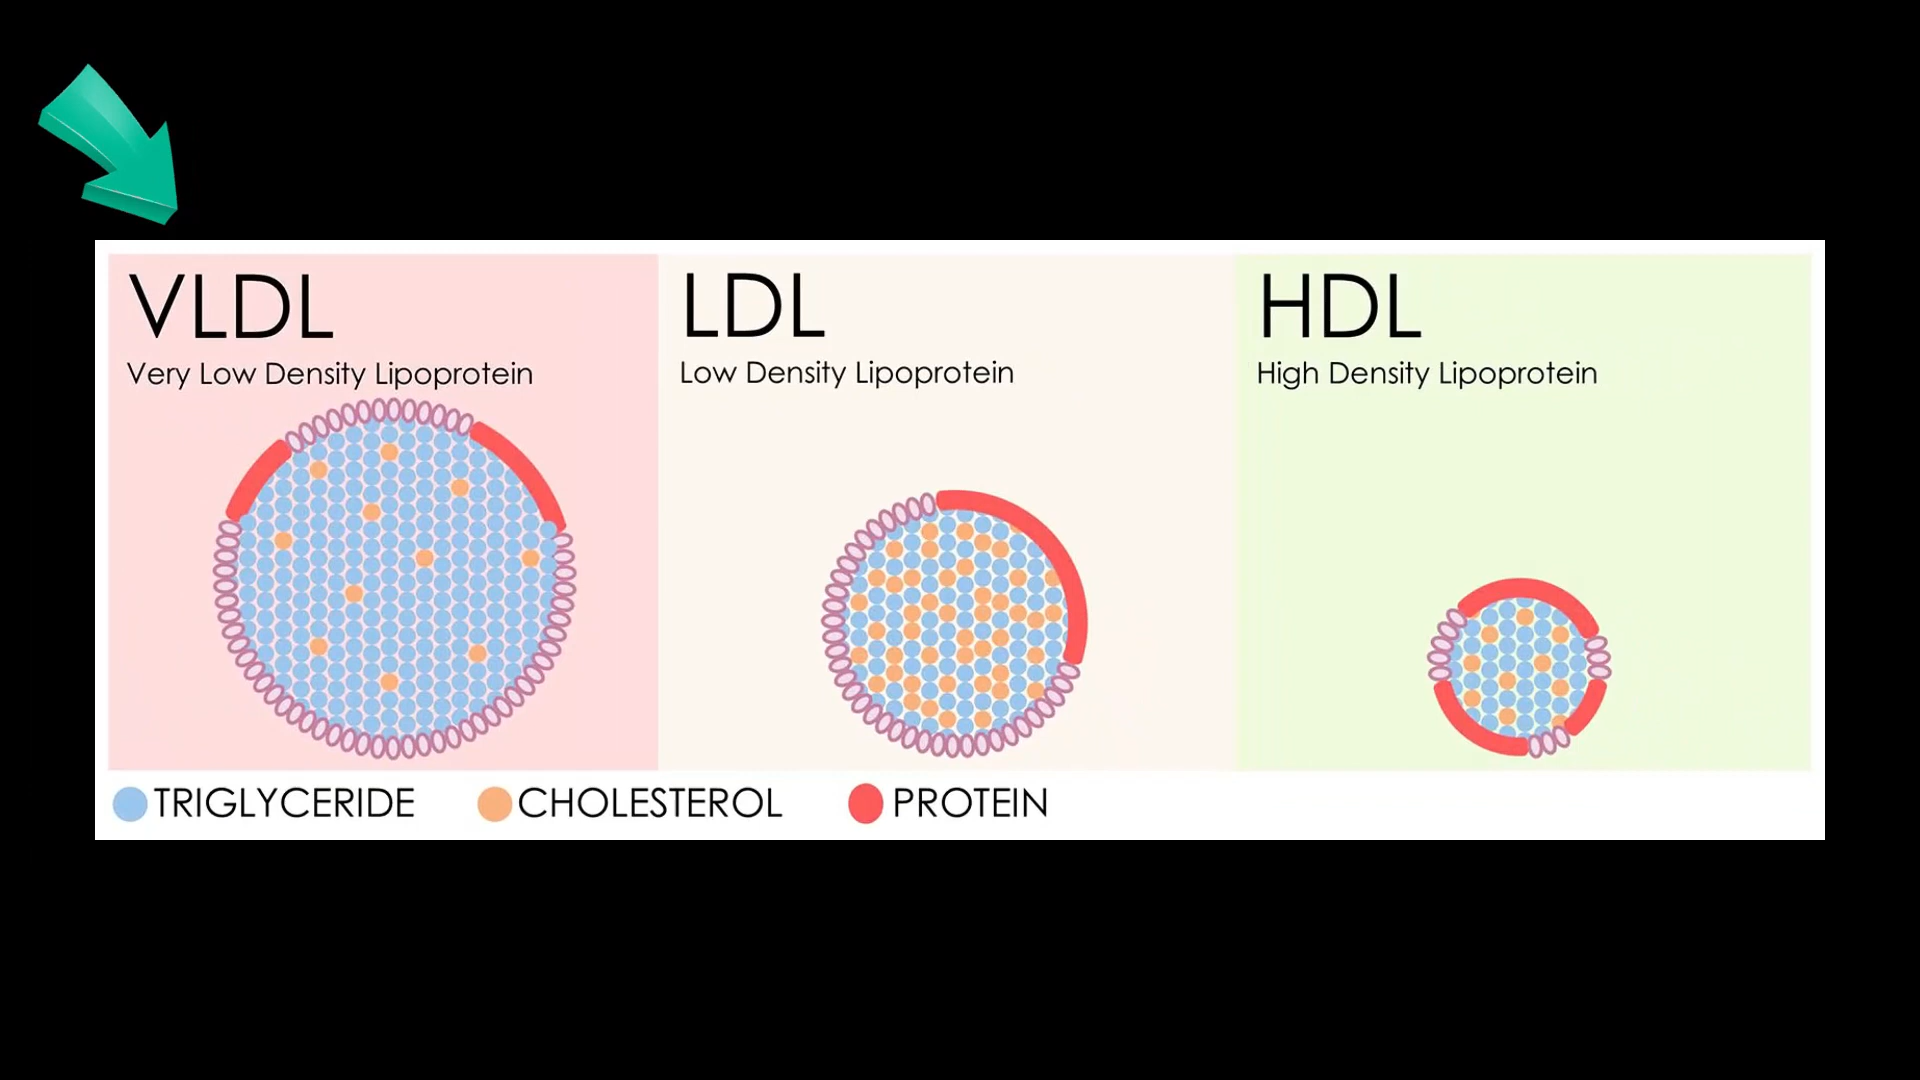 VLDL
Very Low Density Lipoprotein
LDL
Low Density Lipoprotein
HDL
High Density Lipoprotein
TRIGLYCERIDE
CHOLESTEROL
PROTEIN